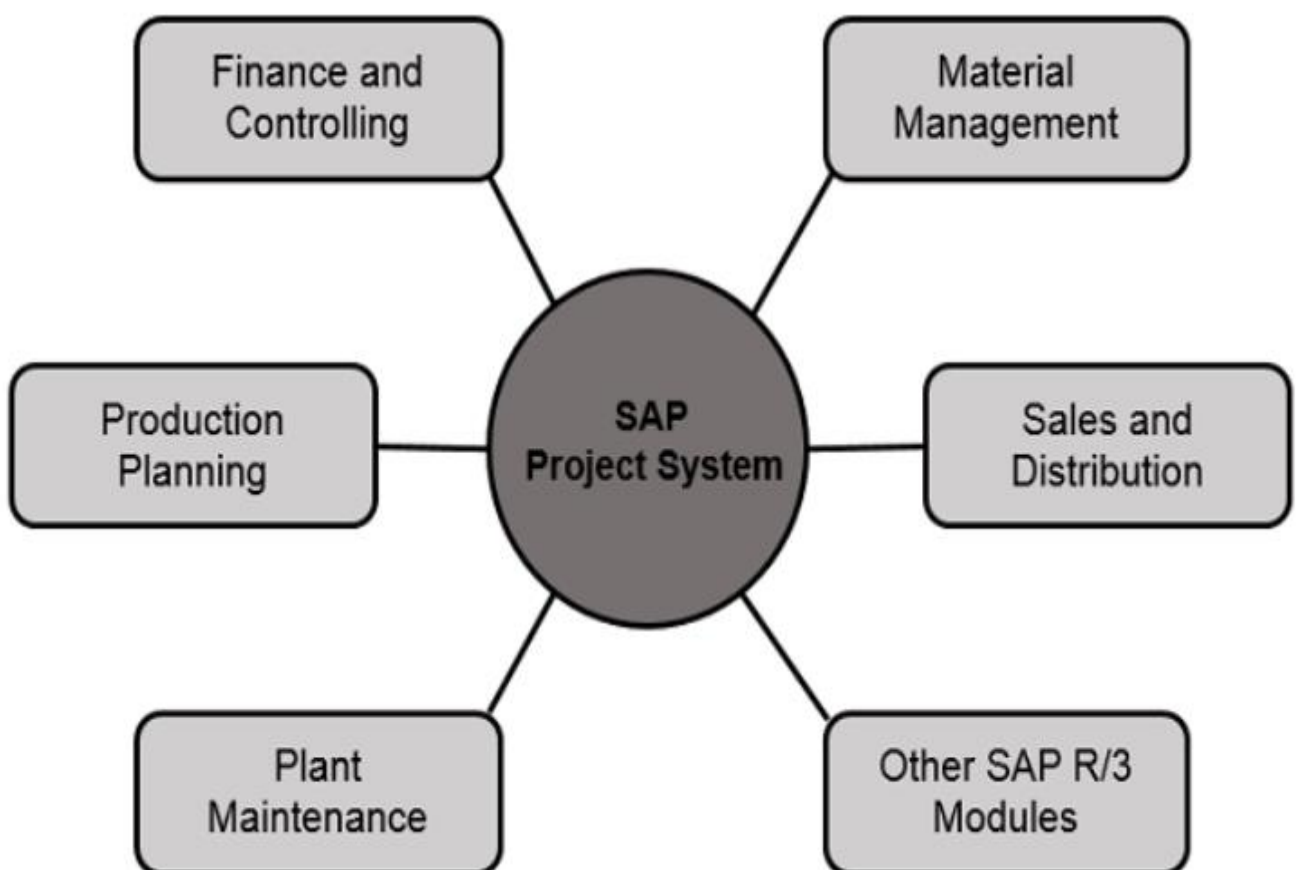 Finance and
Controlling
Material
Management
SAP
Project System
Production
Planning
Sales and
Distribution
Plant
Maintenance
Other SAP R/3
Modules